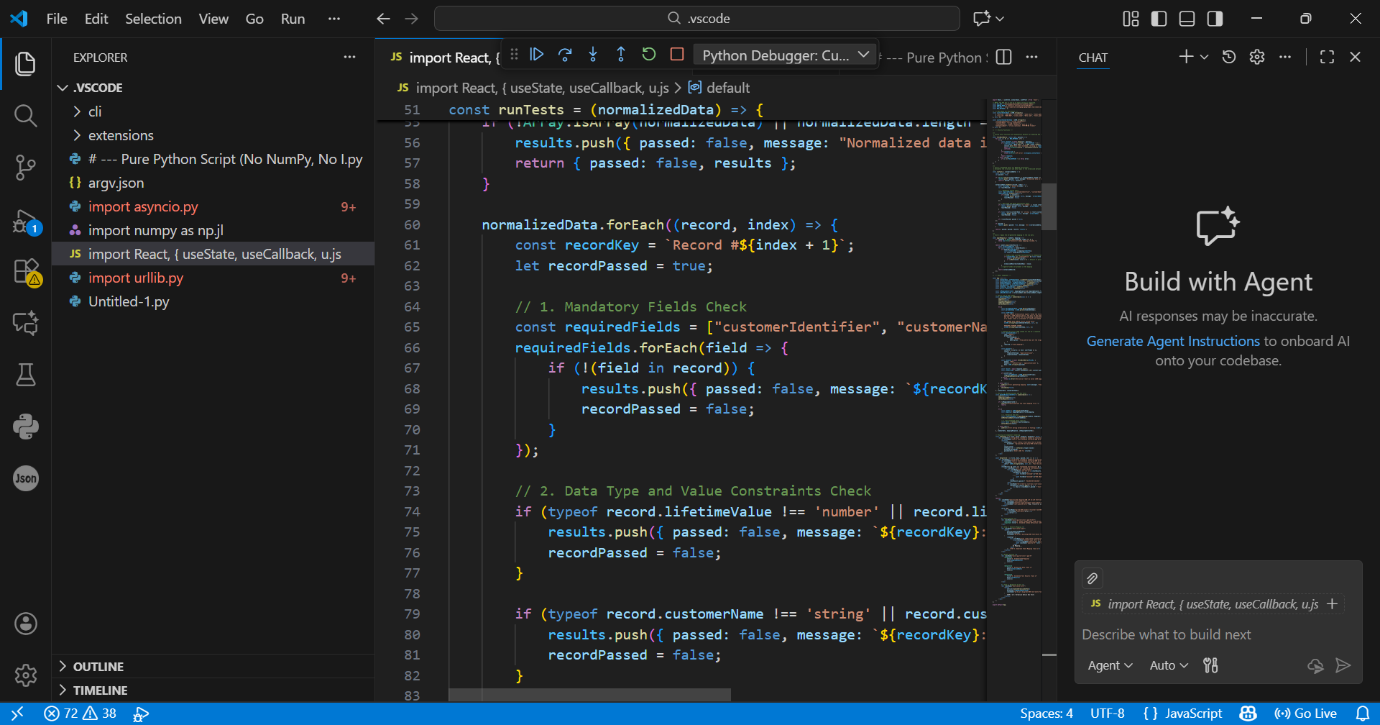 File Edit Selection View Go Run ···
.vscode
EXPLORER
.VSCODE
cli
extensions
# --- Pure Python Script (No NumPy, No I.py
argv.json
import asyncio.py 9+
import numpy as np.jl
JS import React, { useState, useCallback, u.js
import urllib.py 9+
Untitled-1.py
OUTLINE
TIMELINE
1
Json
JS import React, {
Python Debugger: Cu...
# --- Pure Python
JS import React, { useState, useCallback, u.js > default
51 const runTests = (normalizedData) => {
55 if (!Array.isArray(normalizedData) || normalizedData.length =
56 results.push({ passed: false, message: "Normalized data i
57 return { passed: false, results };
58 }
59
60 normalizedData.forEach((record, index) => {
61 const recordKey = `Record #${index + 1}`;
62 let recordPassed = true;
63
64 // 1. Mandatory Fields Check
65 const requiredFields = ["customerIdentifier", "customerNa
66 requiredFields.forEach(field => {
67 if (!(field in record)) {
68 results.push({ passed: false, message: `${recordK
69 recordPassed = false;
70 }
71 });
72
73 // 2. Data Type and Value Constraints Check
74 if (typeof record.lifetimeValue !== 'number' || record.li
75 results.push({ passed: false, message: `${recordKey}:
76 recordPassed = false;
77 }
78
79 if (typeof record.customerName !== 'string' || record.cus
80 results.push({ passed: false, message: `${recordKey}:
81 recordPassed = false;
82 }
83
CHAT
Build with Agent
AI responses may be inaccurate.
Generate Agent Instructions to onboard AI
onto your codebase.
JS import React, { useState, useCallback, u.js
Describe what to build next
Agent
Auto
72 38
Spaces: 4 UTF-8 { } JavaScript Go Live